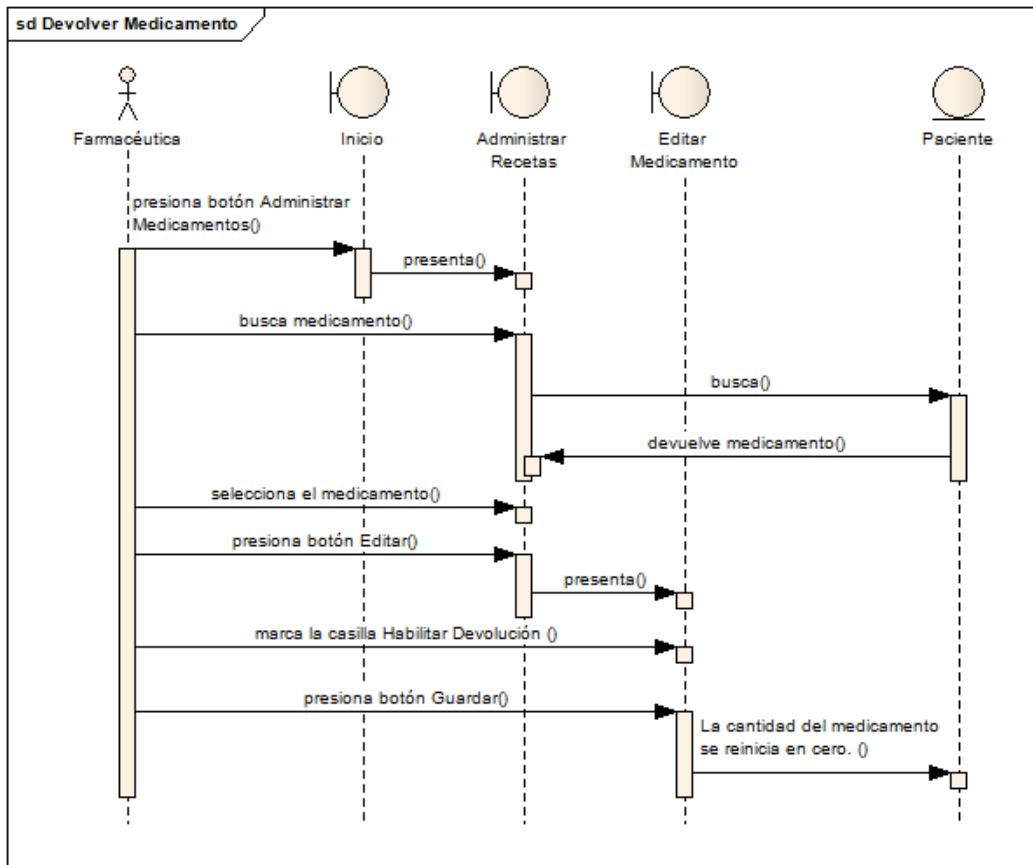 sd Devolver Medicamento
Farmacéutica
Inicio
Administrar
Recetas
Editar
Medicamento
Paciente
presiona botón Administrar
Medicamentos()
presenta()
busca medicamento()
busca()
devuelve medicamento()
selecciona el medicamento()
presiona botón Editar()
presenta()
marca la casilla Habilitar Devolución ()
presiona botón Guardar()
La cantidad del medicamento
se reinicia en cero. ()